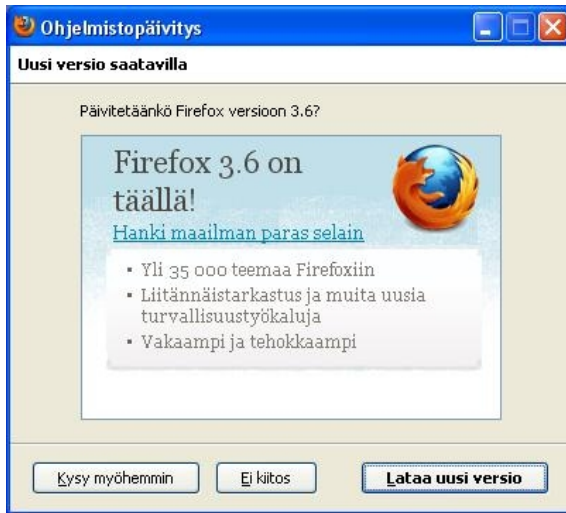 Ohjelmistopäivitys
Uusi versio saatavilla
Päivitetäänkö Firefox versioon 3.6?
Firefox 3.6 on
täällä!
Hanki maailman paras selain
▪ Yli 35 000 teemaa Firefoxiin
▪ Liitännäistarkastus ja muita uusia
turvallisuustyökaluja
▪ Vakaampi ja tehokkaampi
Kysy myöhemmin Ei kiitos Lataa uusi versio